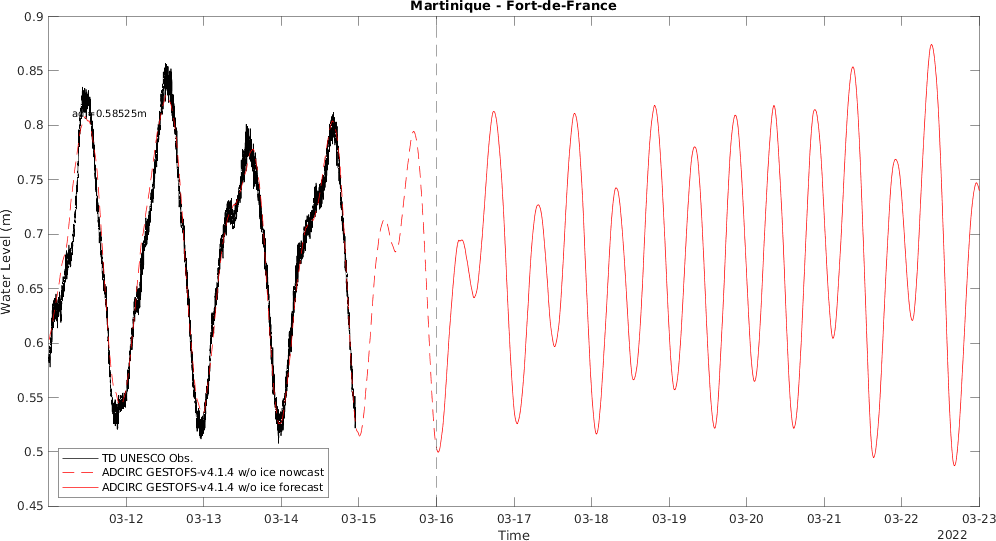 Martinique - Fort-de-France
0.9
0.85
0.8
0.75
0.7
0.65
0.6
0.55
0.5
0.45
Water Level (m)
adj=0.58525m
TD UNESCO Obs.
ADCIRC GESTOFS-v4.1.4 w/o ice nowcast
ADCIRC GESTOFS-v4.1.4 w/o ice forecast
03-12 03-13 03-14 03-15 03-16 03-17 03-18 03-19 03-20 03-21 03-22 03-23
Time
2022